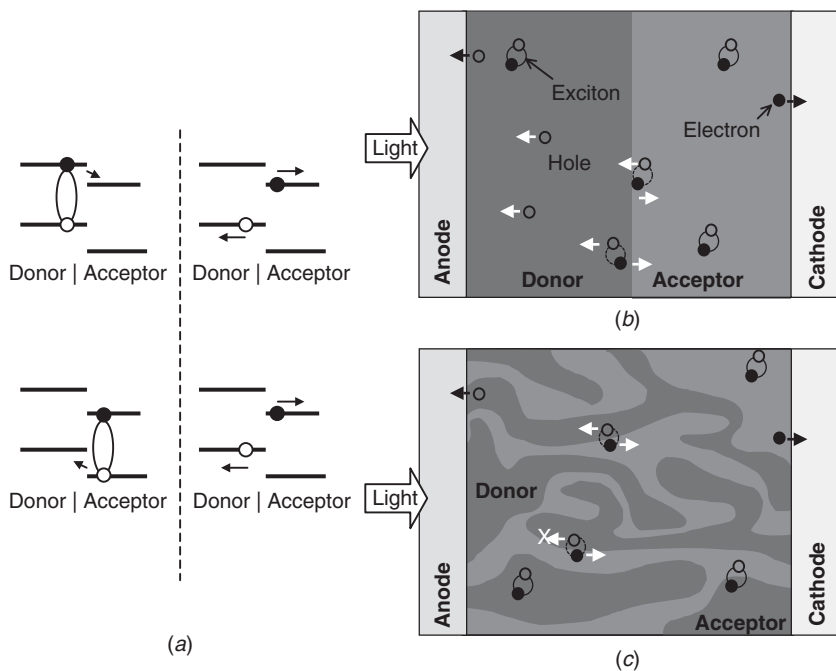 Donor | Acceptor
Donor | Acceptor
Donor | Acceptor
Donor | Acceptor
(a)
Light
Anode
Exciton
Electron
Hole
Donor
Acceptor
Cathode
(b)
Light
Anode
Donor
X
Acceptor
Cathode
(c)